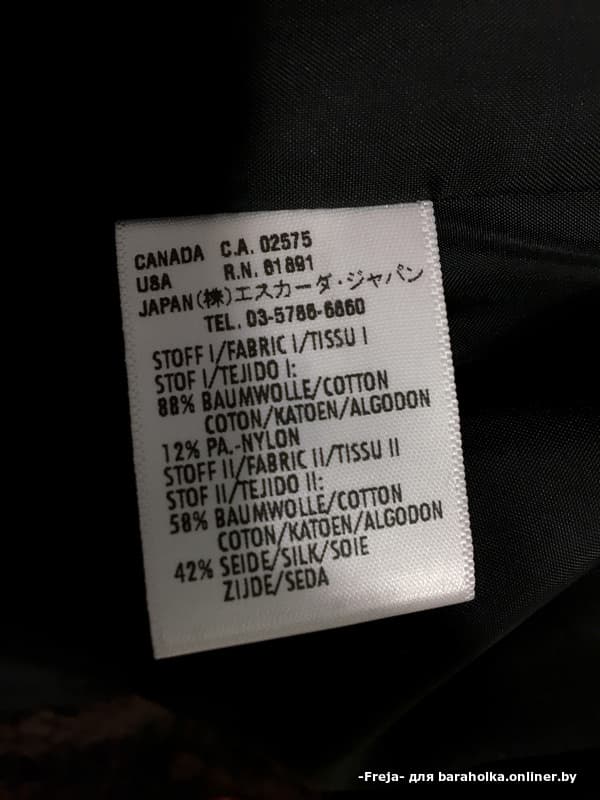 CANADA C.A. 02575
USA R.N. 61891
JAPAN(株)エスカーダ・ジャパン
TEL. 03-5786-6660
STOFF I/FABRIC I/TISSU I
STOF I/TEJIDO I:
88% BAUMWOLLE/COTTON
COTON/KATOEN/ALGODON
12% PA.-NYLON
STOFF II/FABRIC II/TISSU II
STOF II/TEJIDO II:
58% BAUMWOLLE/COTTON
COTON/KATOEN/ALGODON
42% SEIDE/SILK/SOIE
ZIJDE/SEDA
-Freja- для baraholka.onliner.by